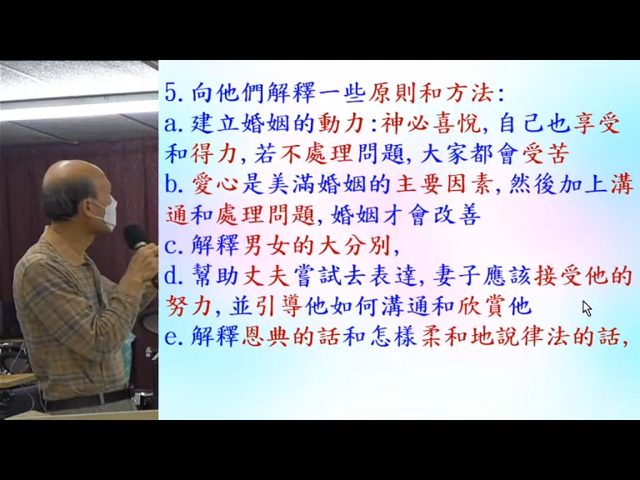 5.向他們解釋一些原則和方法:
a.建立婚姻的動力:神必喜悅,自己也享受
和得力,若不處理問題,大家都會受苦
b.愛心是美滿婚姻的主要因素,然後加上溝
通和處理問題,婚姻才會改善
c.解釋男女的大分別,
d.幫助丈夫嘗試去表達,妻子應該接受他的
努力,並引導他如何溝通和欣賞他
e.解釋恩典的話和怎樣柔和地說律法的話,